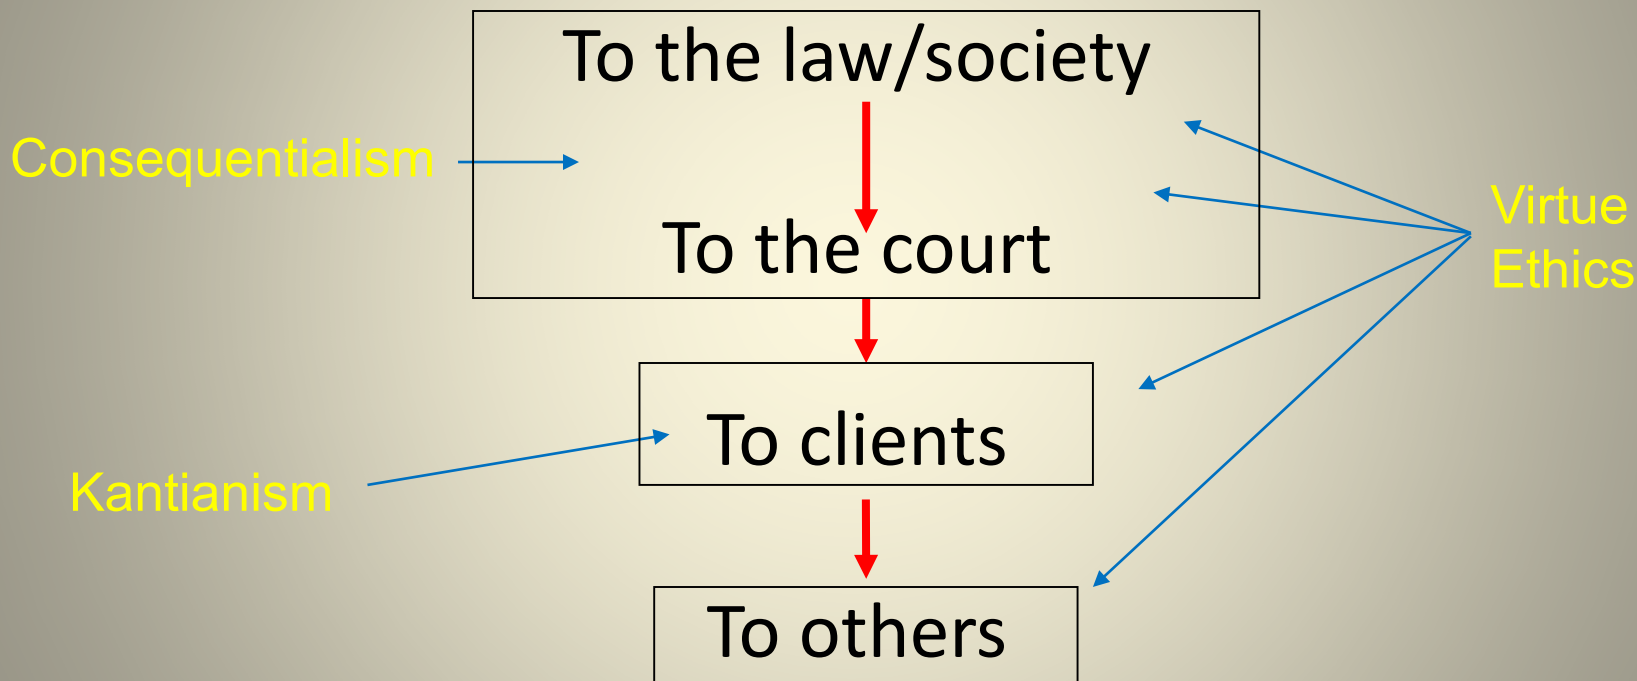 To the law/society
Consequentialism
Virtue
Ethics
To the court
To clients
Kantianism
To others